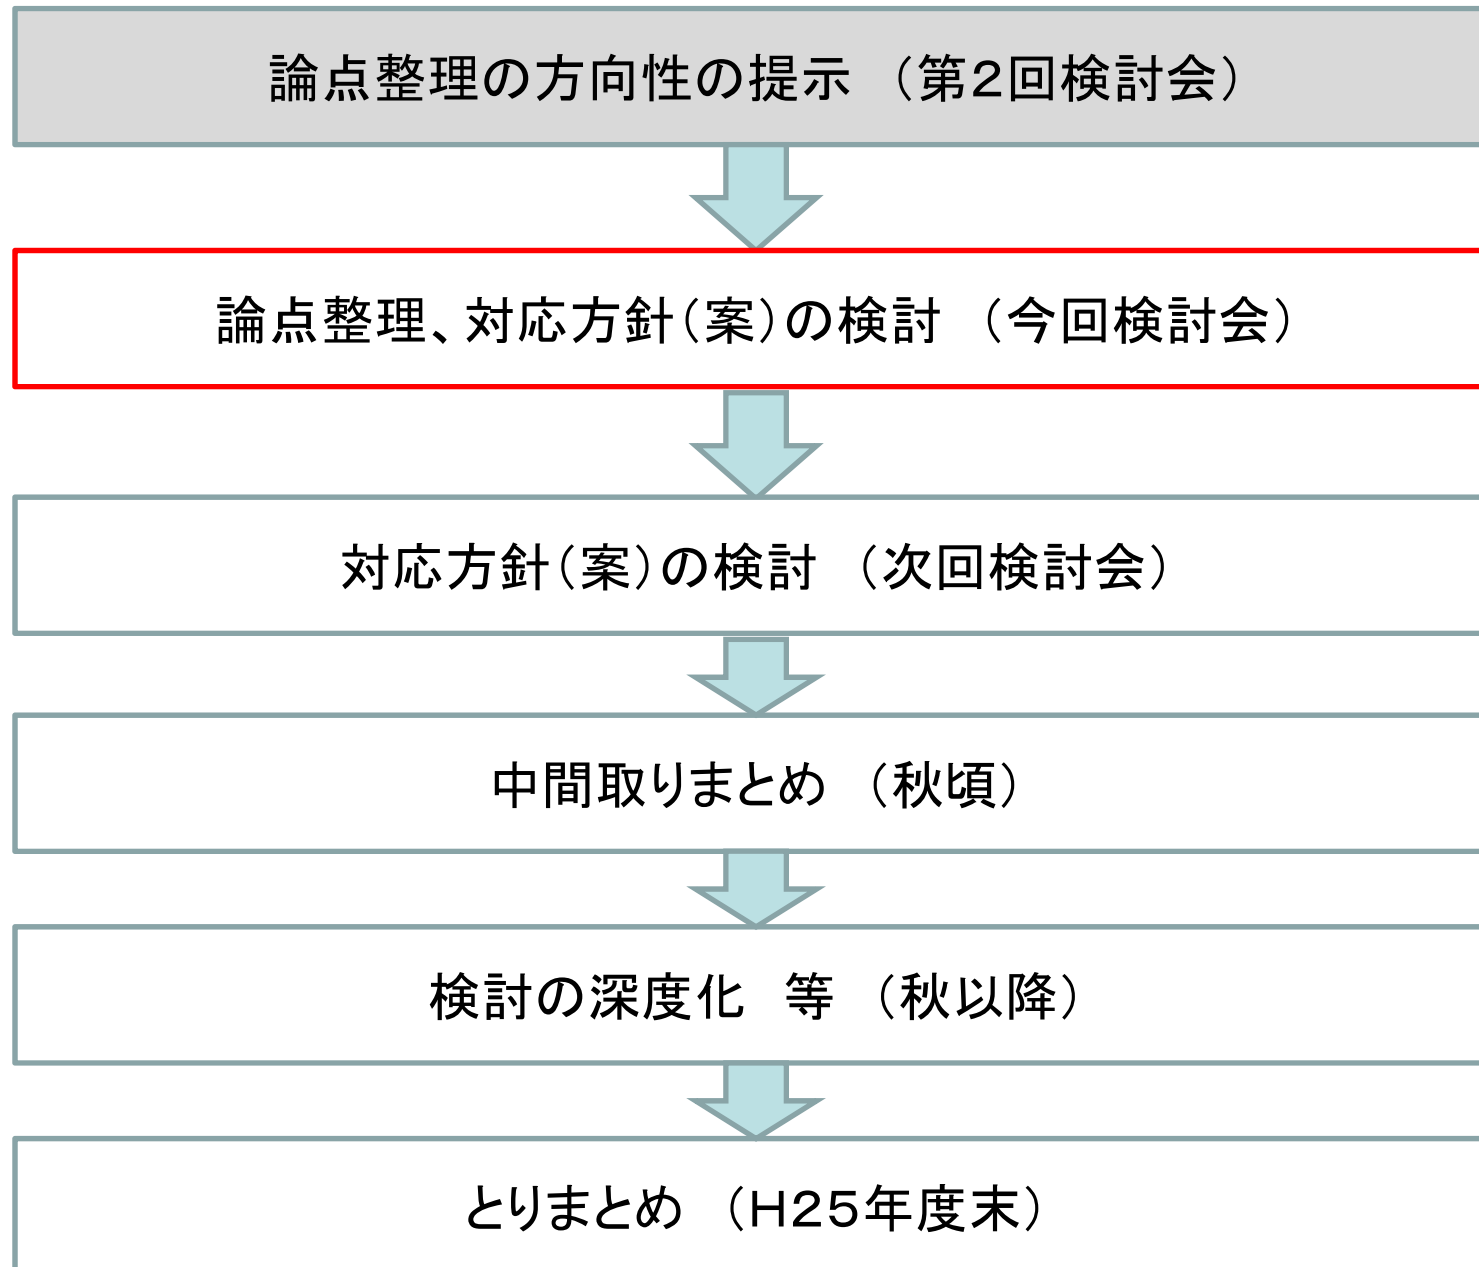 論点整理の方向性の提示　（第２回検討会）
論点整理、対応方針（案）の検討　（今回検討会）
対応方針（案）の検討　（次回検討会）
中間取りまとめ　（秋頃）
検討の深度化　等　（秋以降）
とりまとめ　（H２５年度末）